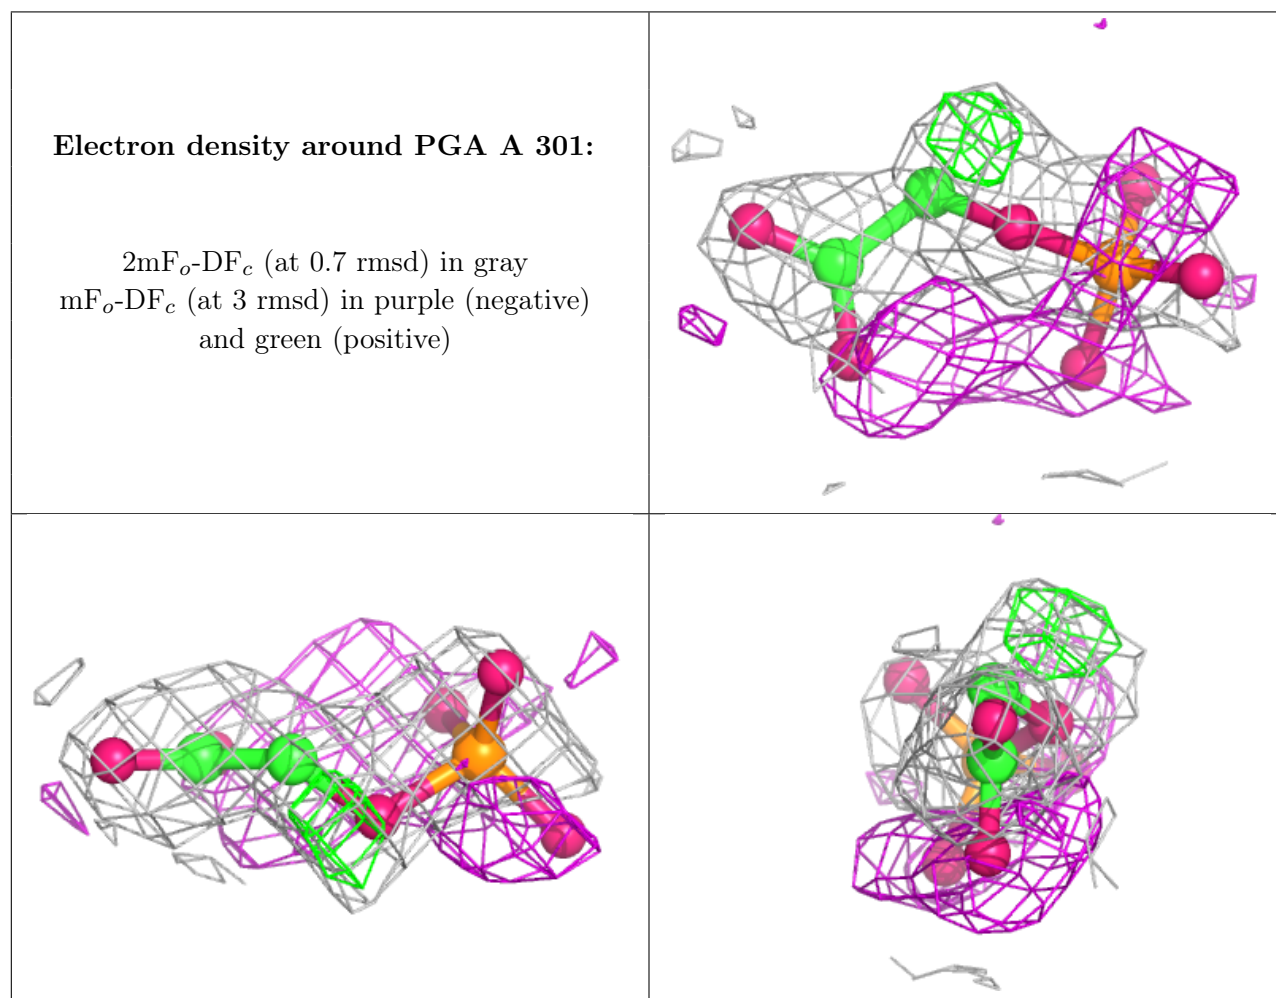 Electron density around PGA A 301:
2mFₒ-DF𝒸 (at 0.7 rmsd) in gray
mFₒ-DF𝒸 (at 3 rmsd) in purple (negative)
and green (positive)